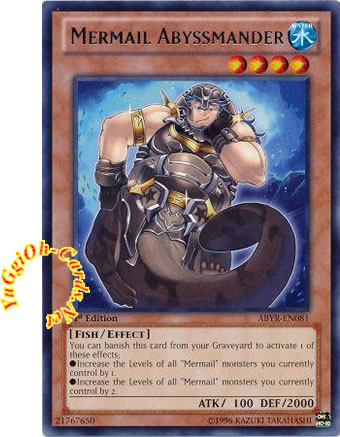 MERMAIL ABYSSMANDER
WATER
水
YuGgiOh-Cards.Net
1st Edition
ABYR-EN081
[FISH/EFFECT]
You can banish this card from your Graveyard to activate 1 of
these effects;
●Increase the Levels of all "Mermail" monsters you currently
control by 1.
●Increase the Levels of all "Mermail" monsters you currently
control by 2.
ATK/ 100 DEF/2000
21767650
©1996 KAZUKI TAKAHASHI